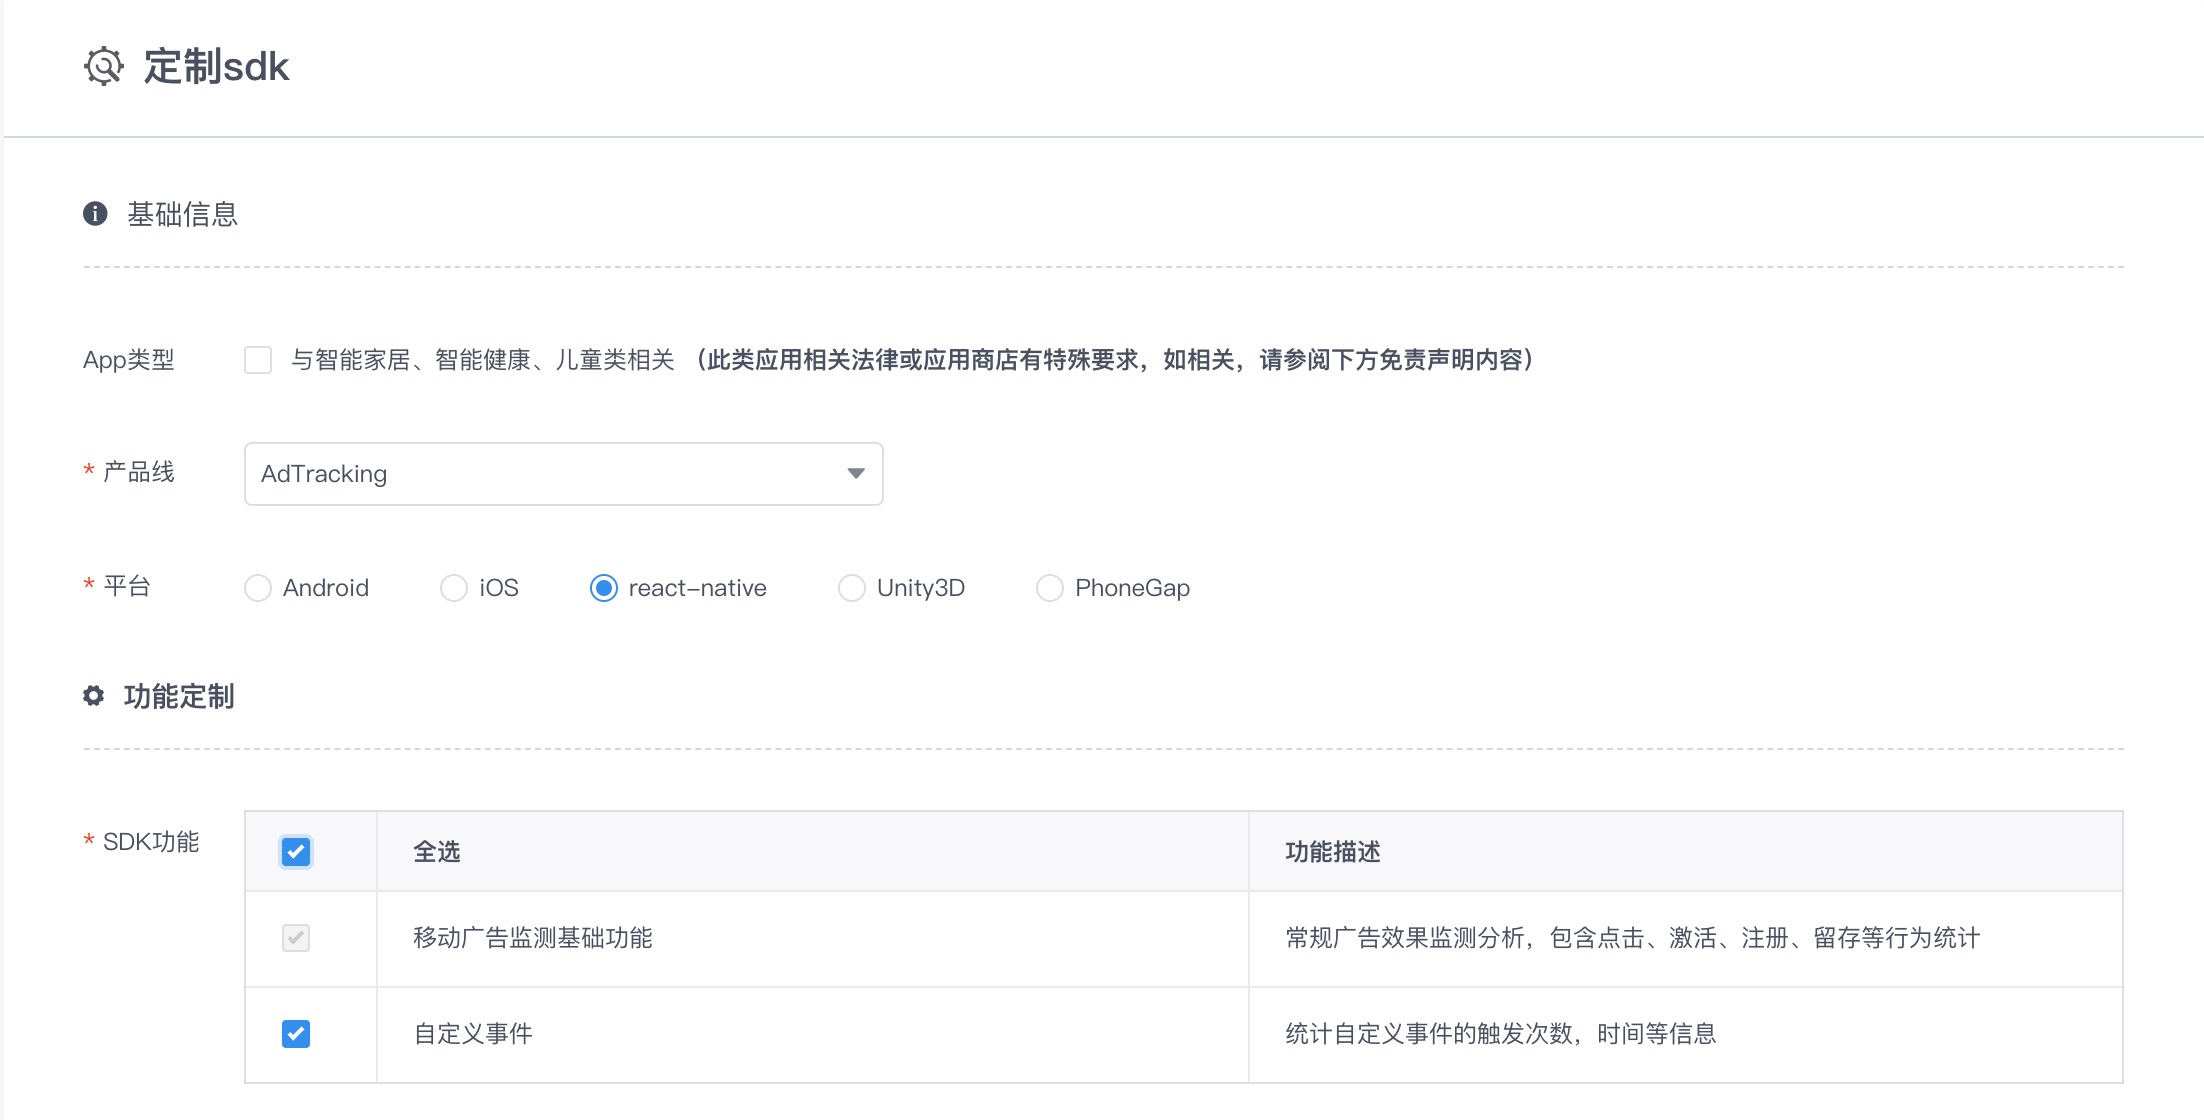 定制sdk
基础信息
App类型 与智能家居、智能健康、儿童类相关 （此类应用相关法律或应用商店有特殊要求，如相关，请参阅下方免责声明内容）
* 产品线 AdTracking
* 平台 Android iOS react-native Unity3D PhoneGap
功能定制
* SDK功能 全选 功能描述
移动广告监测基础功能 常规广告效果监测分析，包含点击、激活、注册、留存等行为统计
自定义事件 统计自定义事件的触发次数，时间等信息